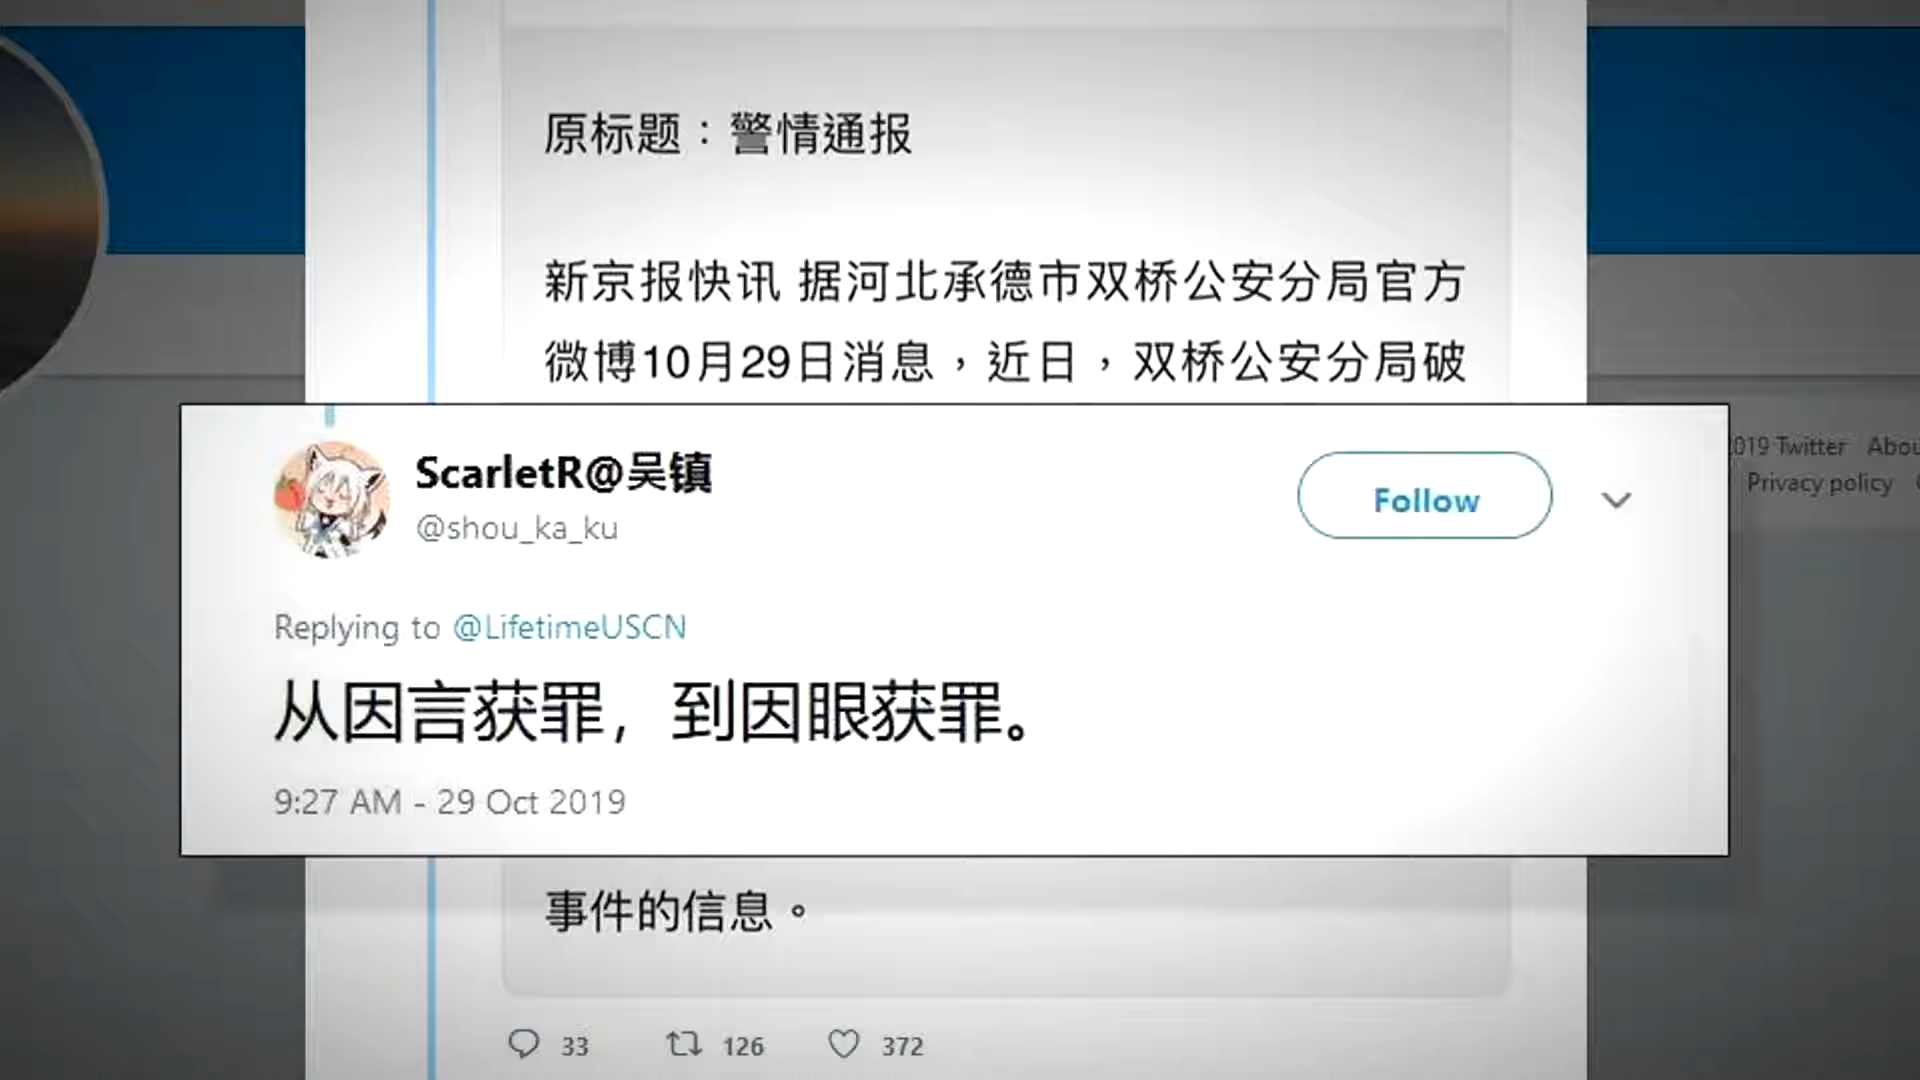 原标题：警情通报
新京报快讯 据河北承德市双桥公安分局官方
微博10月29日消息，近日，双桥公安分局破
ScarletR@吴镇
@shou_ka_ku
Follow
Replying to @LifetimeUSCN
从因言获罪，到因眼获罪。
9:27 AM - 29 Oct 2019
2019 Twitter Abou
Privacy policy
事件的信息。
33 126 372